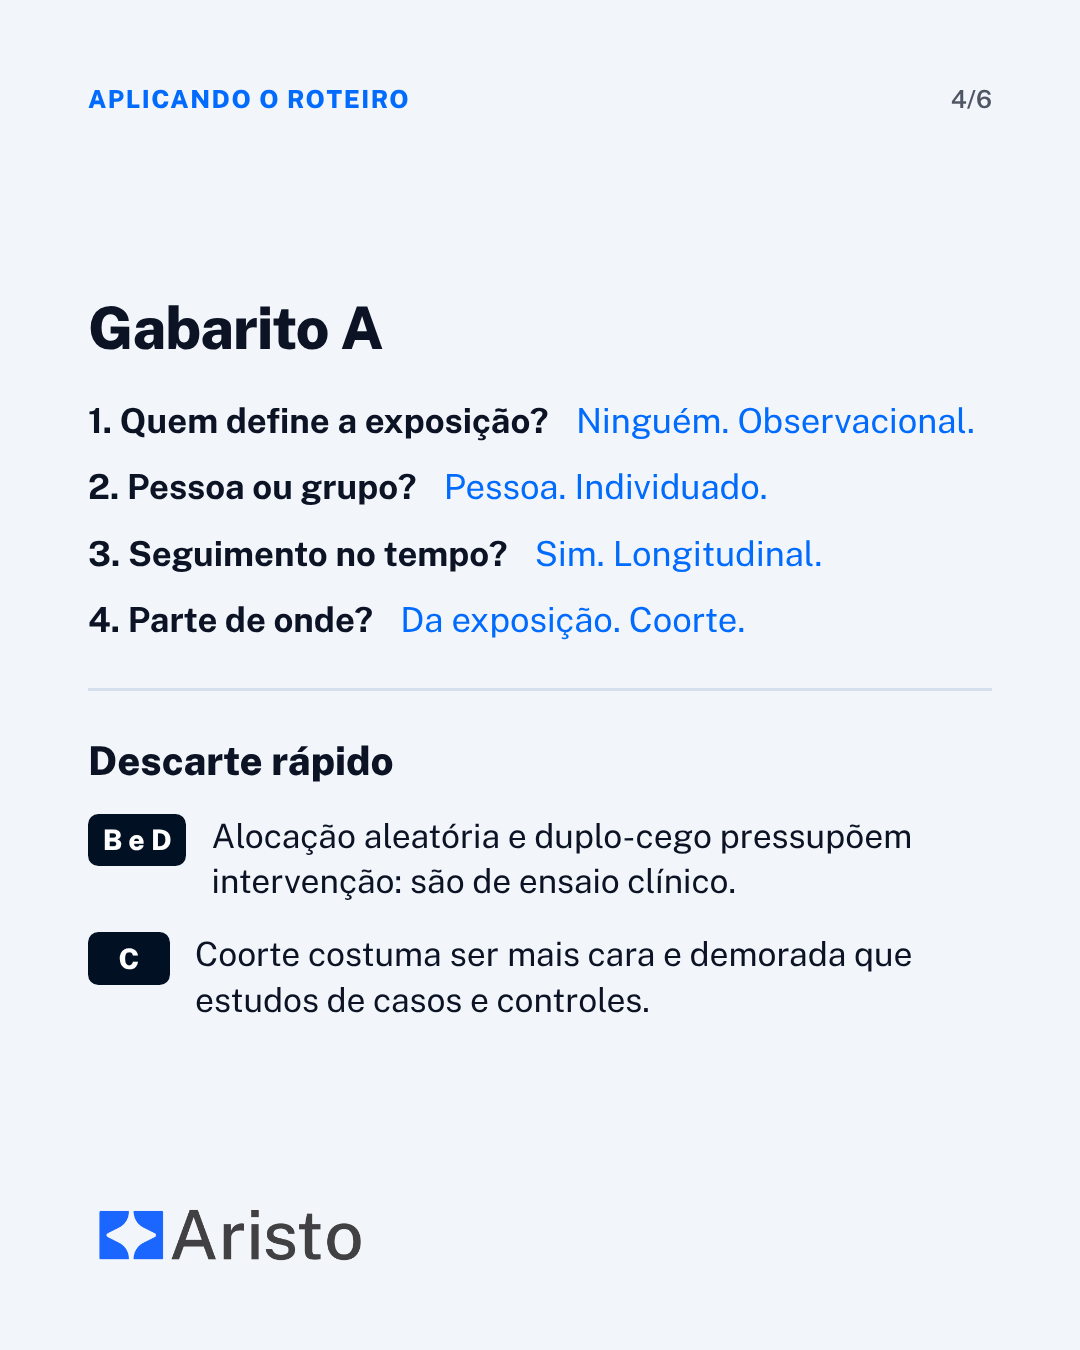 APLICANDO O ROTEIRO
4/6
Gabarito A
1. Quem define a exposição? Ninguém. Observacional.
2. Pessoa ou grupo? Pessoa. Individuado.
3. Seguimento no tempo? Sim. Longitudinal.
4. Parte de onde? Da exposição. Coorte.
Descarte rápido
B e D Alocação aleatória e duplo-cego pressupõem
intervenção: são de ensaio clínico.
C Coorte costuma ser mais cara e demorada que
estudos de casos e controles.
Aristo